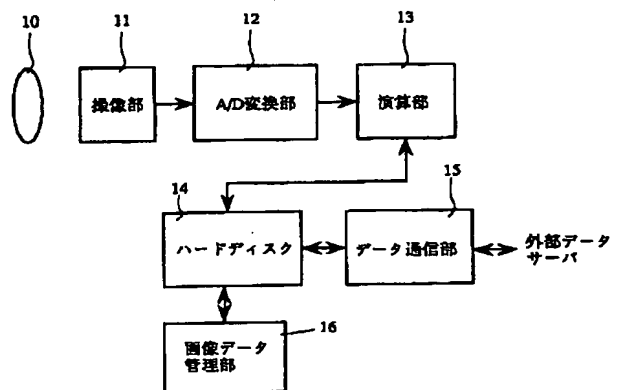 10
11
12
13
撮像部
A/D変換部
演算部
14
15
ハードディスク
データ通信部
外部データ
サーバ
16
画像データ
管理部